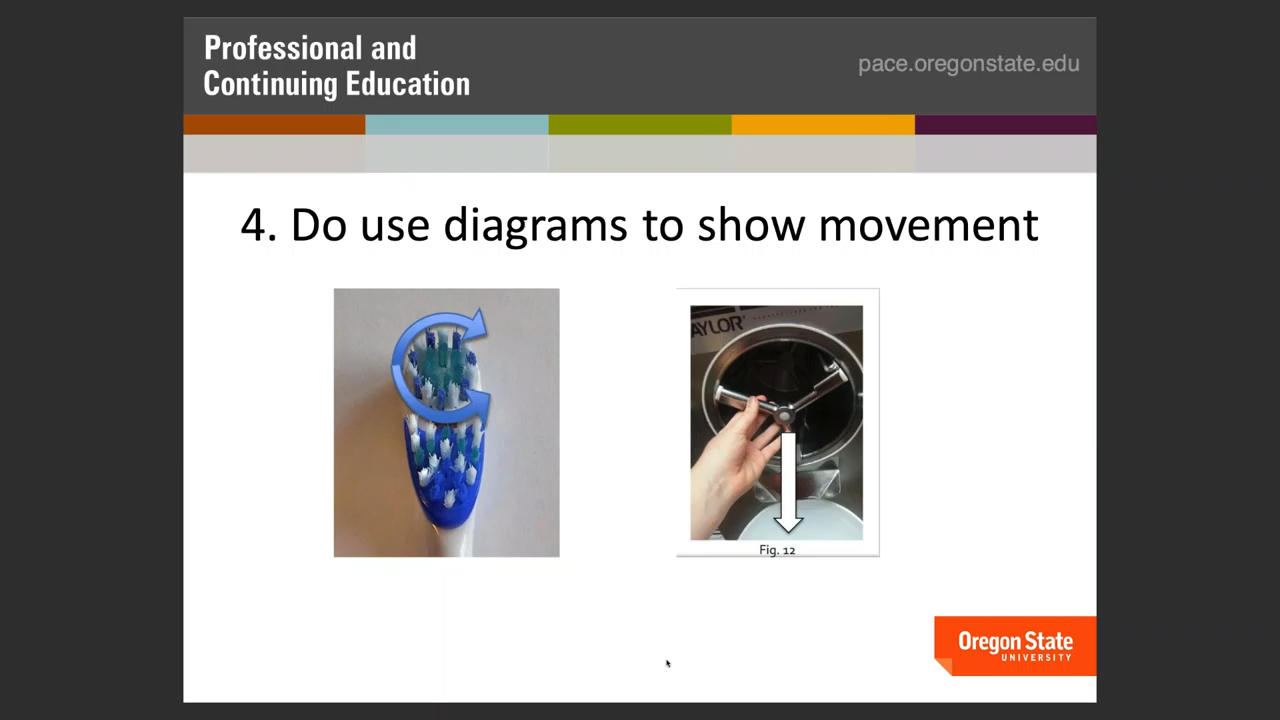 Professional and
Continuing Education
pace.oregonstate.edu
4. Do use diagrams to show movement
AYLOR
Fig. 12
Oregon State
UNIVERSITY